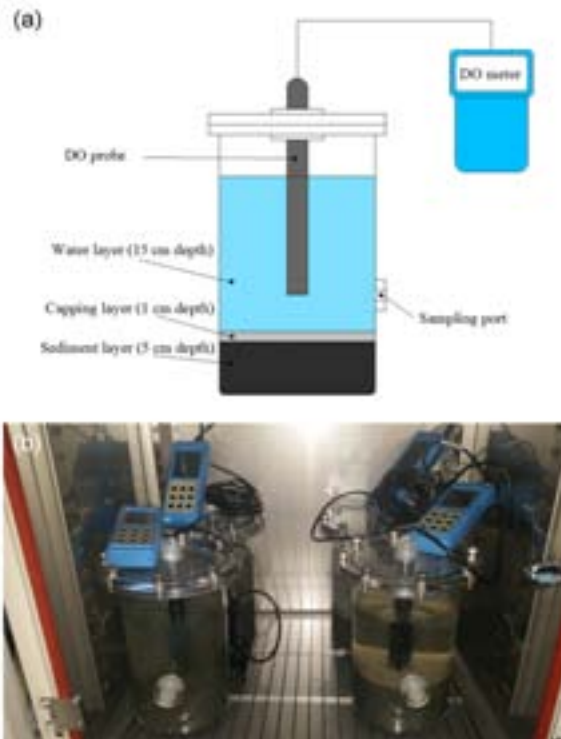 (a)
DO meter
DO probe
Water layer (15 cm depth)
Capping layer (1 cm depth)
Sampling port
Sediment layer (5 cm depth)
(b)